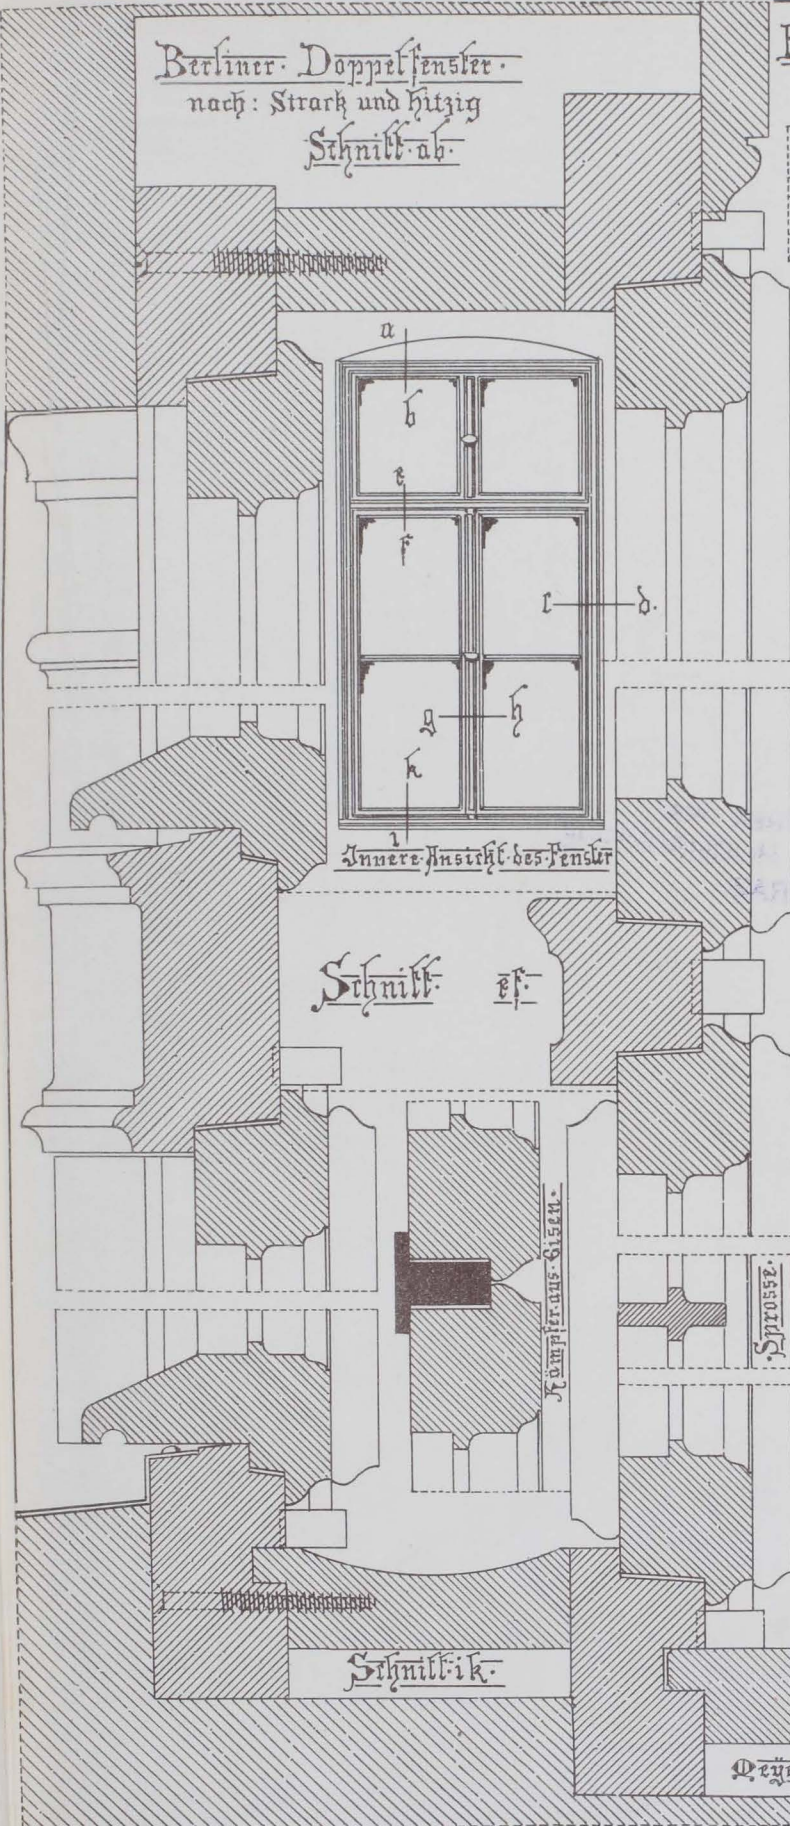 Berliner. Doppelfenster.
nach: Strack und Hitzig
Schnitt. ab.
a
b
e
f
c d.
g h
k
i
Innere. Ansicht. des. Fenster
Schnitt. ef.
Kämpfer. aus. Eisen.
.Sprosse.
Schnitt. ik.